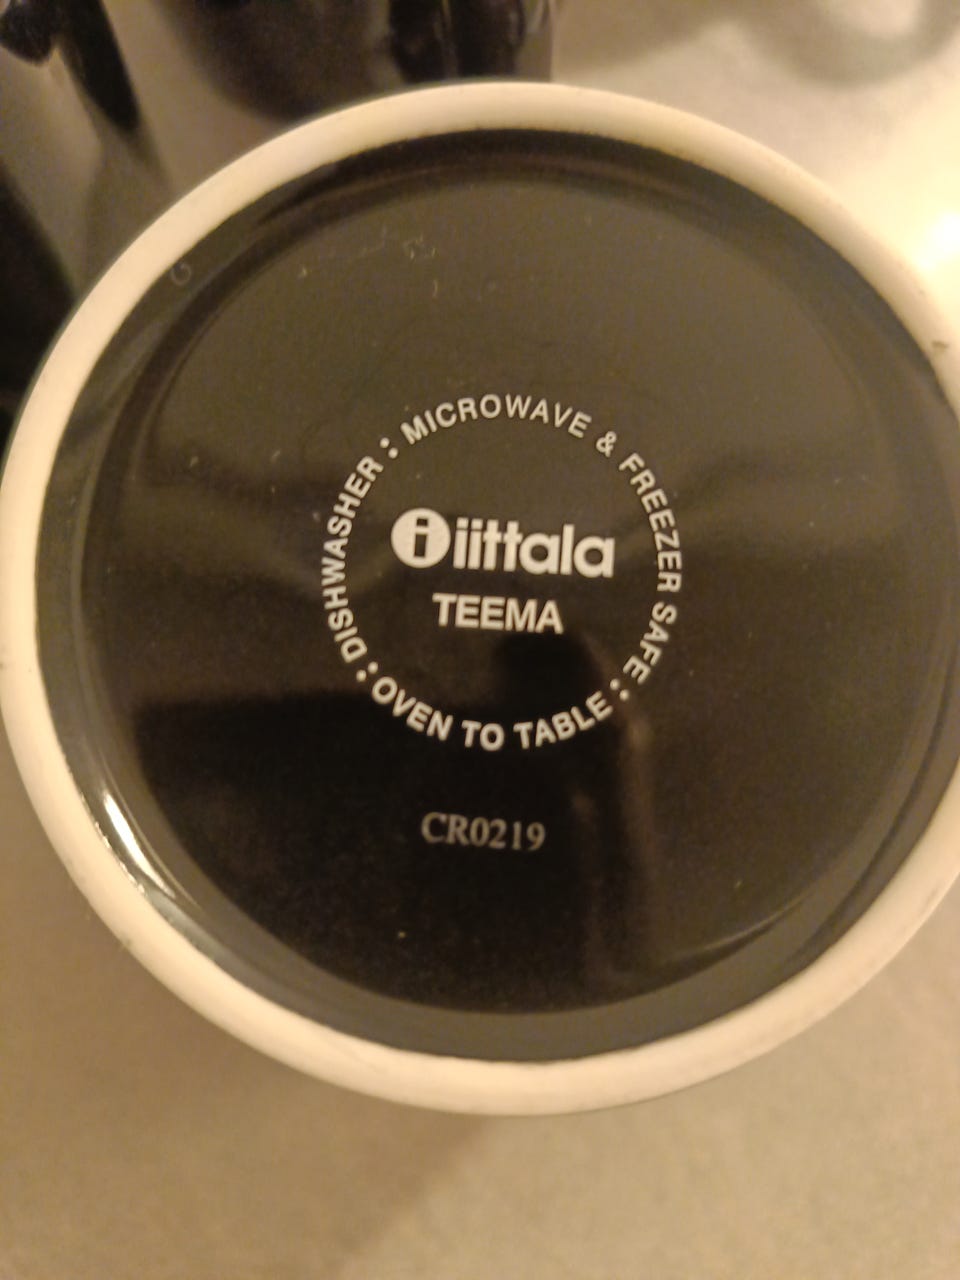 DISHWASHER : MICROWAVE & FREEZER SAFE : OVEN TO TABLE :
i iittala
TEEMA
CR0219